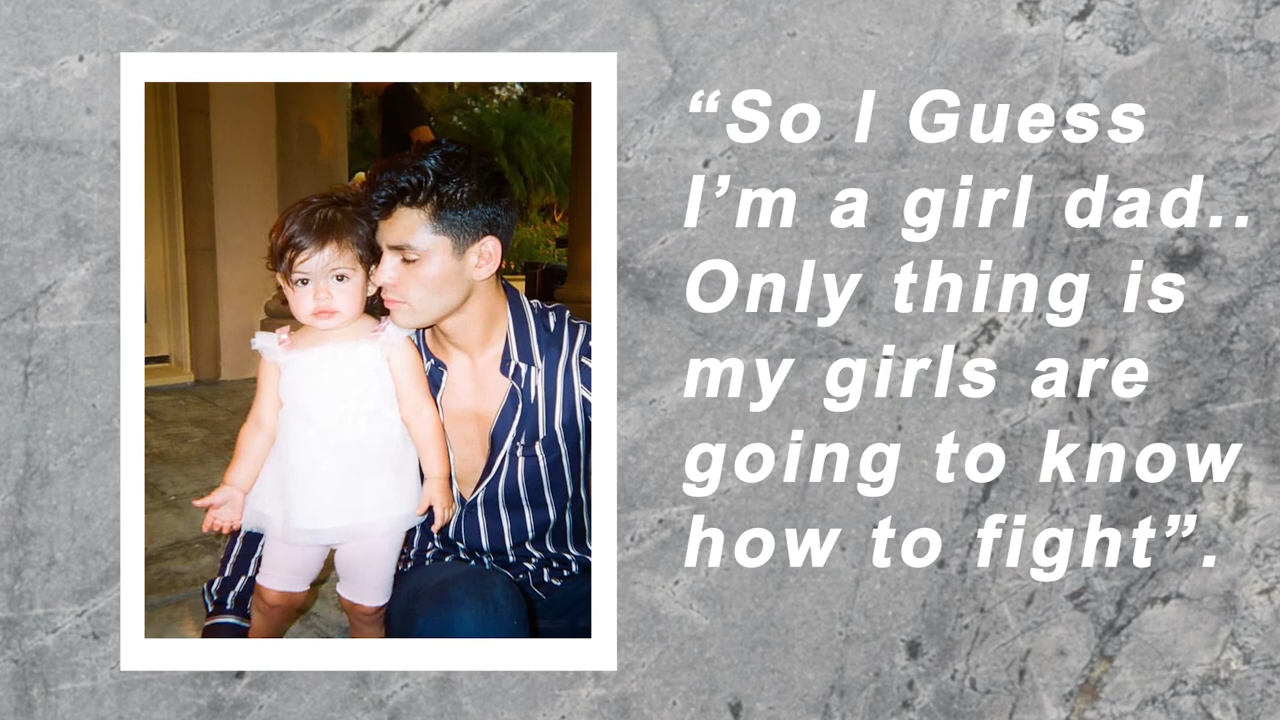 “So I Guess
I’m a girl dad..
Only thing is
my girls are
going to know
how to fight”.